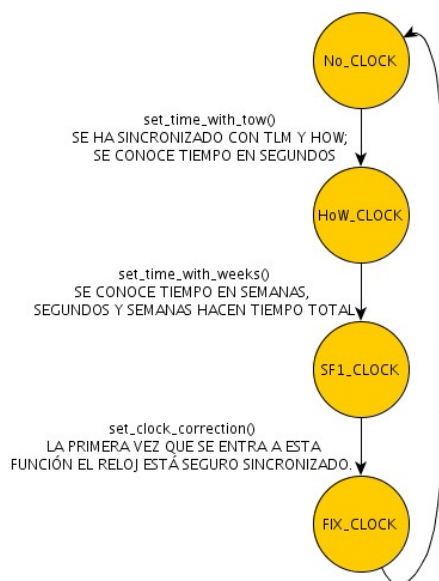 No_CLOCK
set_time_with_tow()
SE HA SINCRONIZADO CON TLM Y HOW;
SE CONOCE TIEMPO EN SEGUNDOS
HoW_CLOCK
set_time_with_weeks()
SE CONOCE TIEMPO EN SEMANAS,
SEGUNDOS Y SEMANAS HACEN TIEMPO TOTAL
SF1_CLOCK
set_clock_correction()
LA PRIMERA VEZ QUE SE ENTRA A ESTA
FUNCIÓN EL RELOJ ESTÁ SEGURO SINCRONIZADO.
FIX_CLOCK